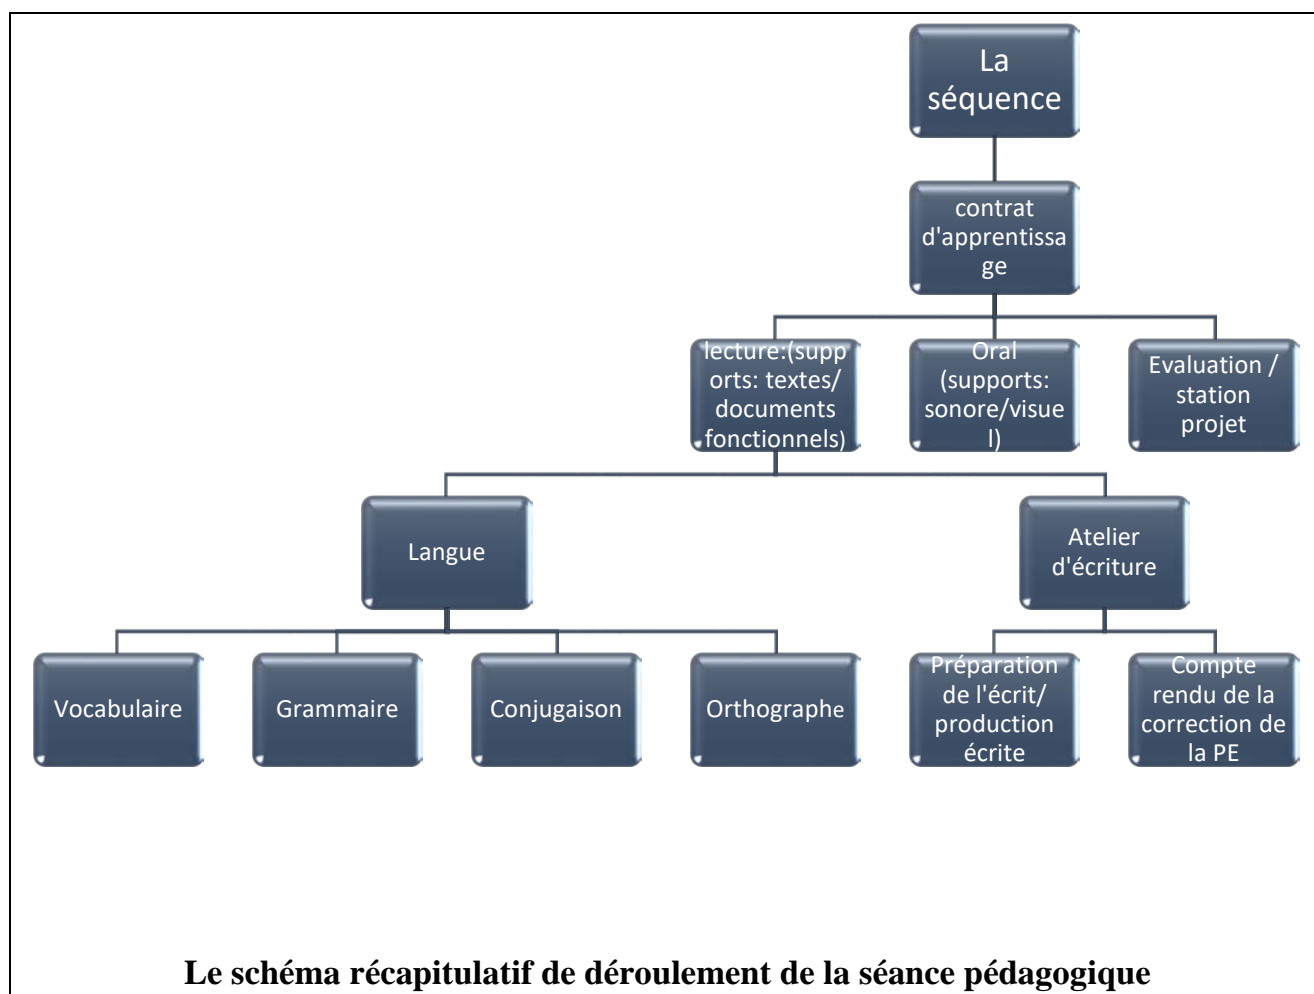 La
séquence
contrat
d'apprentissa
ge
lecture:(supp
orts: textes/
documents
fonctionnels)
Oral
(supports:
sonore/visue
l)
Evaluation /
station
projet
Langue
Atelier
d'écriture
Vocabulaire
Grammaire
Conjugaison
Orthographe
Préparation
de l'écrit/
production
écrite
Compte
rendu de la
correction de
la PE
Le schéma récapitulatif de déroulement de la séance pédagogique